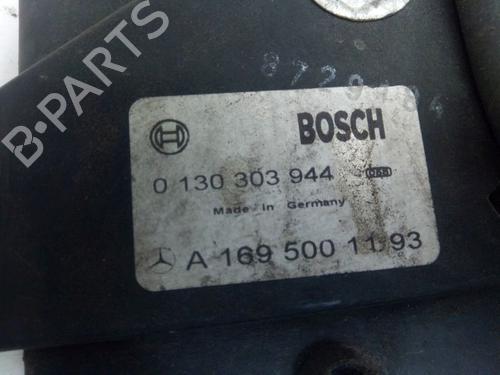 B-PARTS
BOSCH
0 130 303 944
Made in Germany
A 169 500 11 93